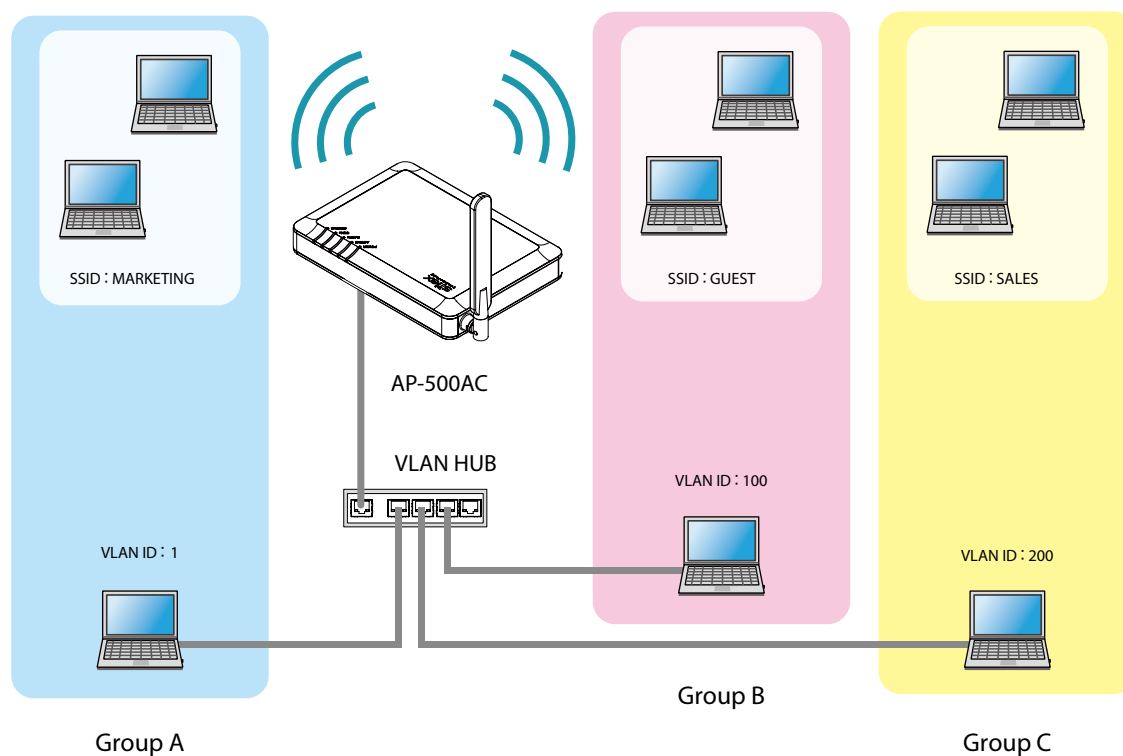 SSID : MARKETING
SSID : GUEST
SSID : SALES
AP-500AC
VLAN HUB
VLAN ID : 100
VLAN ID : 1
VLAN ID : 200
Group B
Group A
Group C